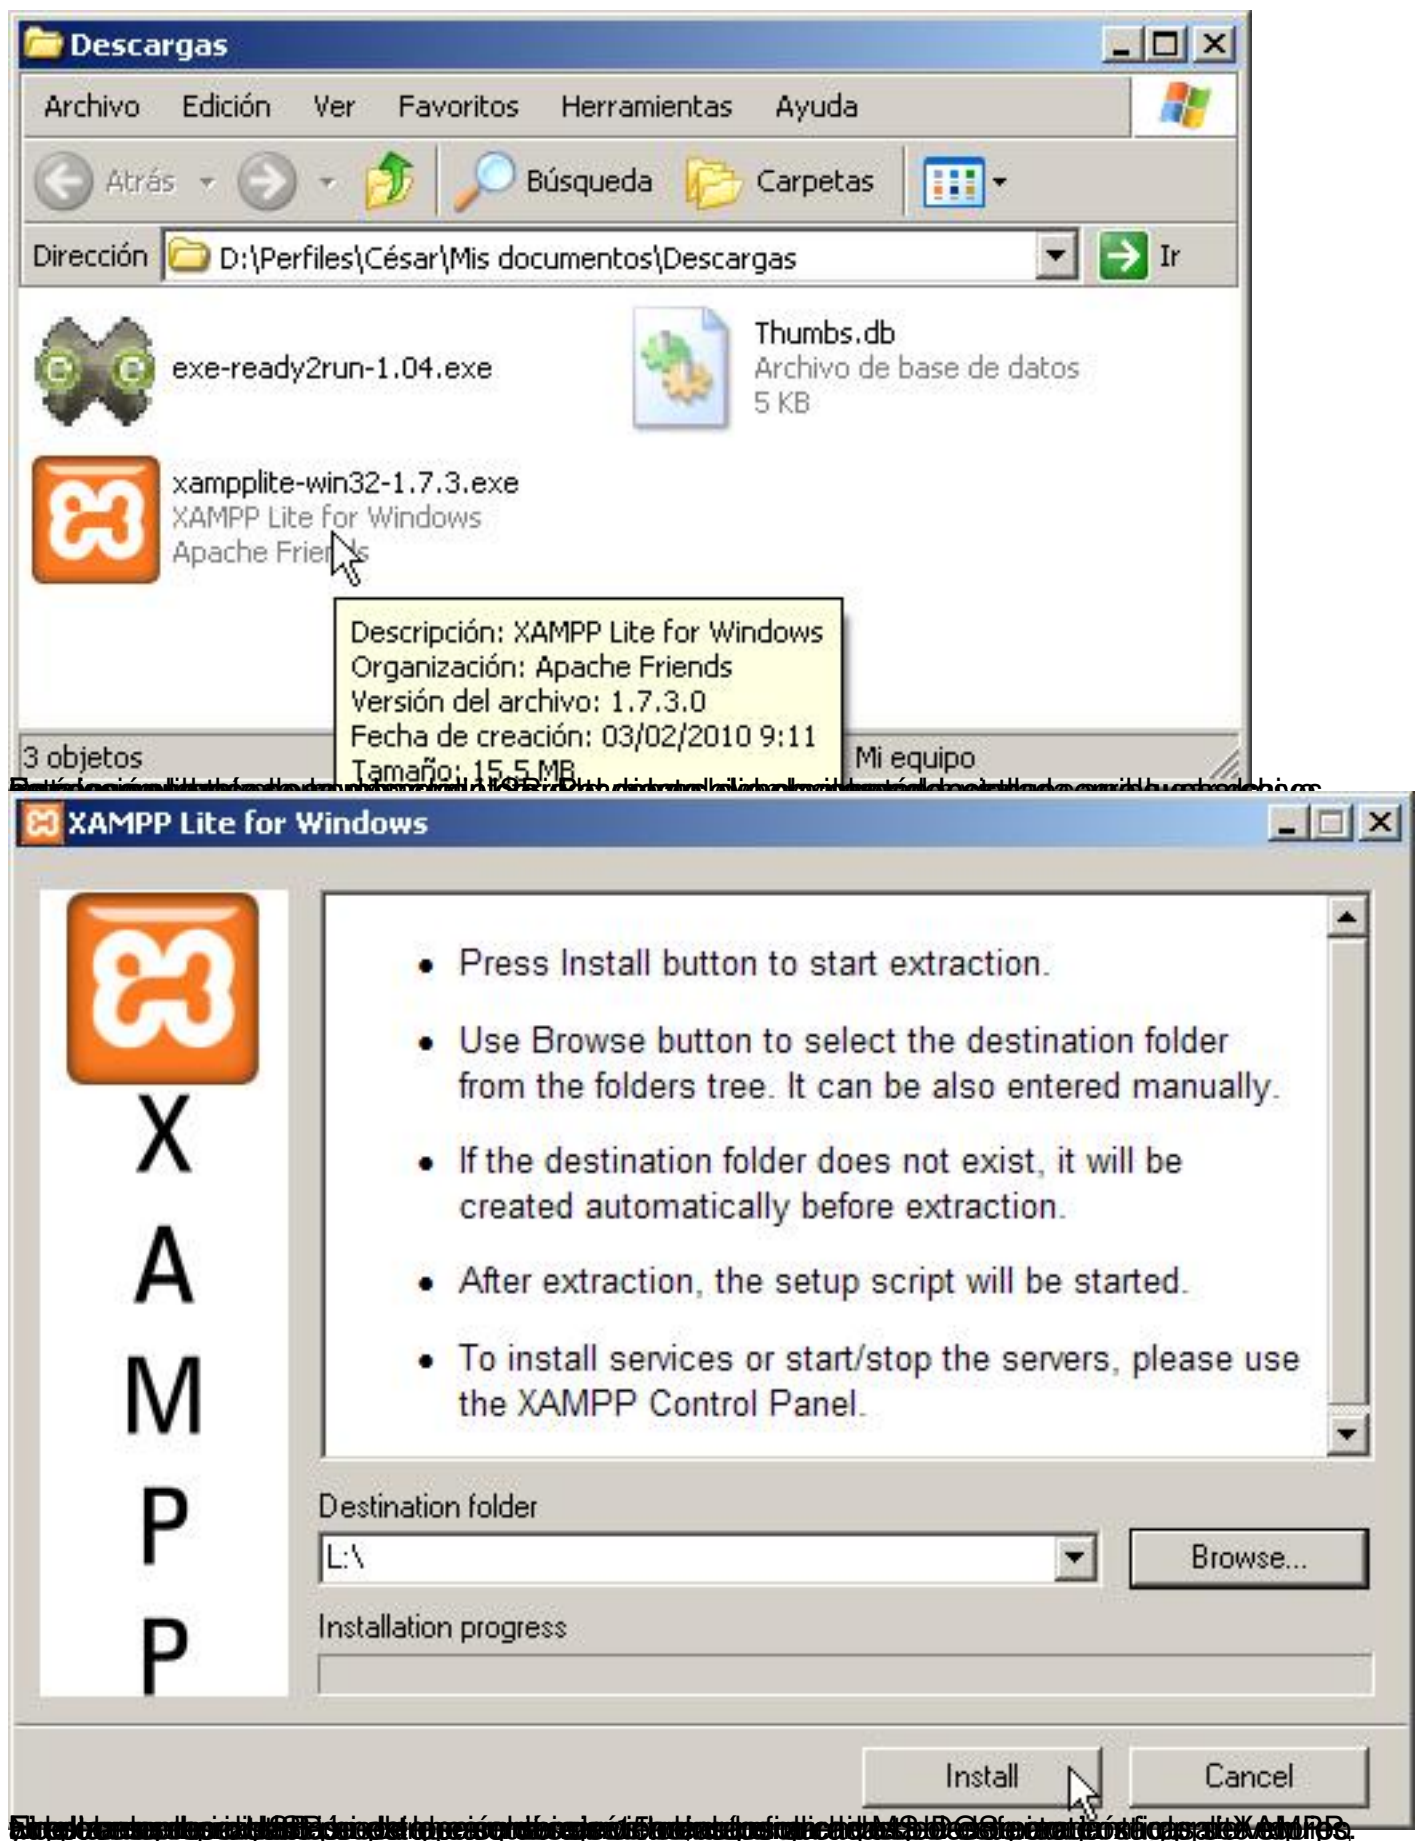 Descargas
Archivo Edición Ver Favoritos Herramientas Ayuda
Atrás Búsqueda Carpetas
Dirección D:\Perfiles\César\Mis documentos\Descargas Ir
exe-ready2run-1.04.exe
Thumbs.db
Archivo de base de datos
5 KB
xampplite-win32-1.7.3.exe
XAMPP Lite for Windows
Apache Friends
Descripción: XAMPP Lite for Windows
Organización: Apache Friends
Versión del archivo: 1.7.3.0
Fecha de creación: 03/02/2010 9:11
Tamaño: 15,5 MB
3 objetos Mi equipo
XAMPP Lite for Windows
X
A
M
P
P
• Press Install button to start extraction.
• Use Browse button to select the destination folder
from the folders tree. It can be also entered manually.
• If the destination folder does not exist, it will be
created automatically before extraction.
• After extraction, the setup script will be started.
• To install services or start/stop the servers, please use
the XAMPP Control Panel.
Destination folder
L:\ Browse...
Installation progress
Install Cancel